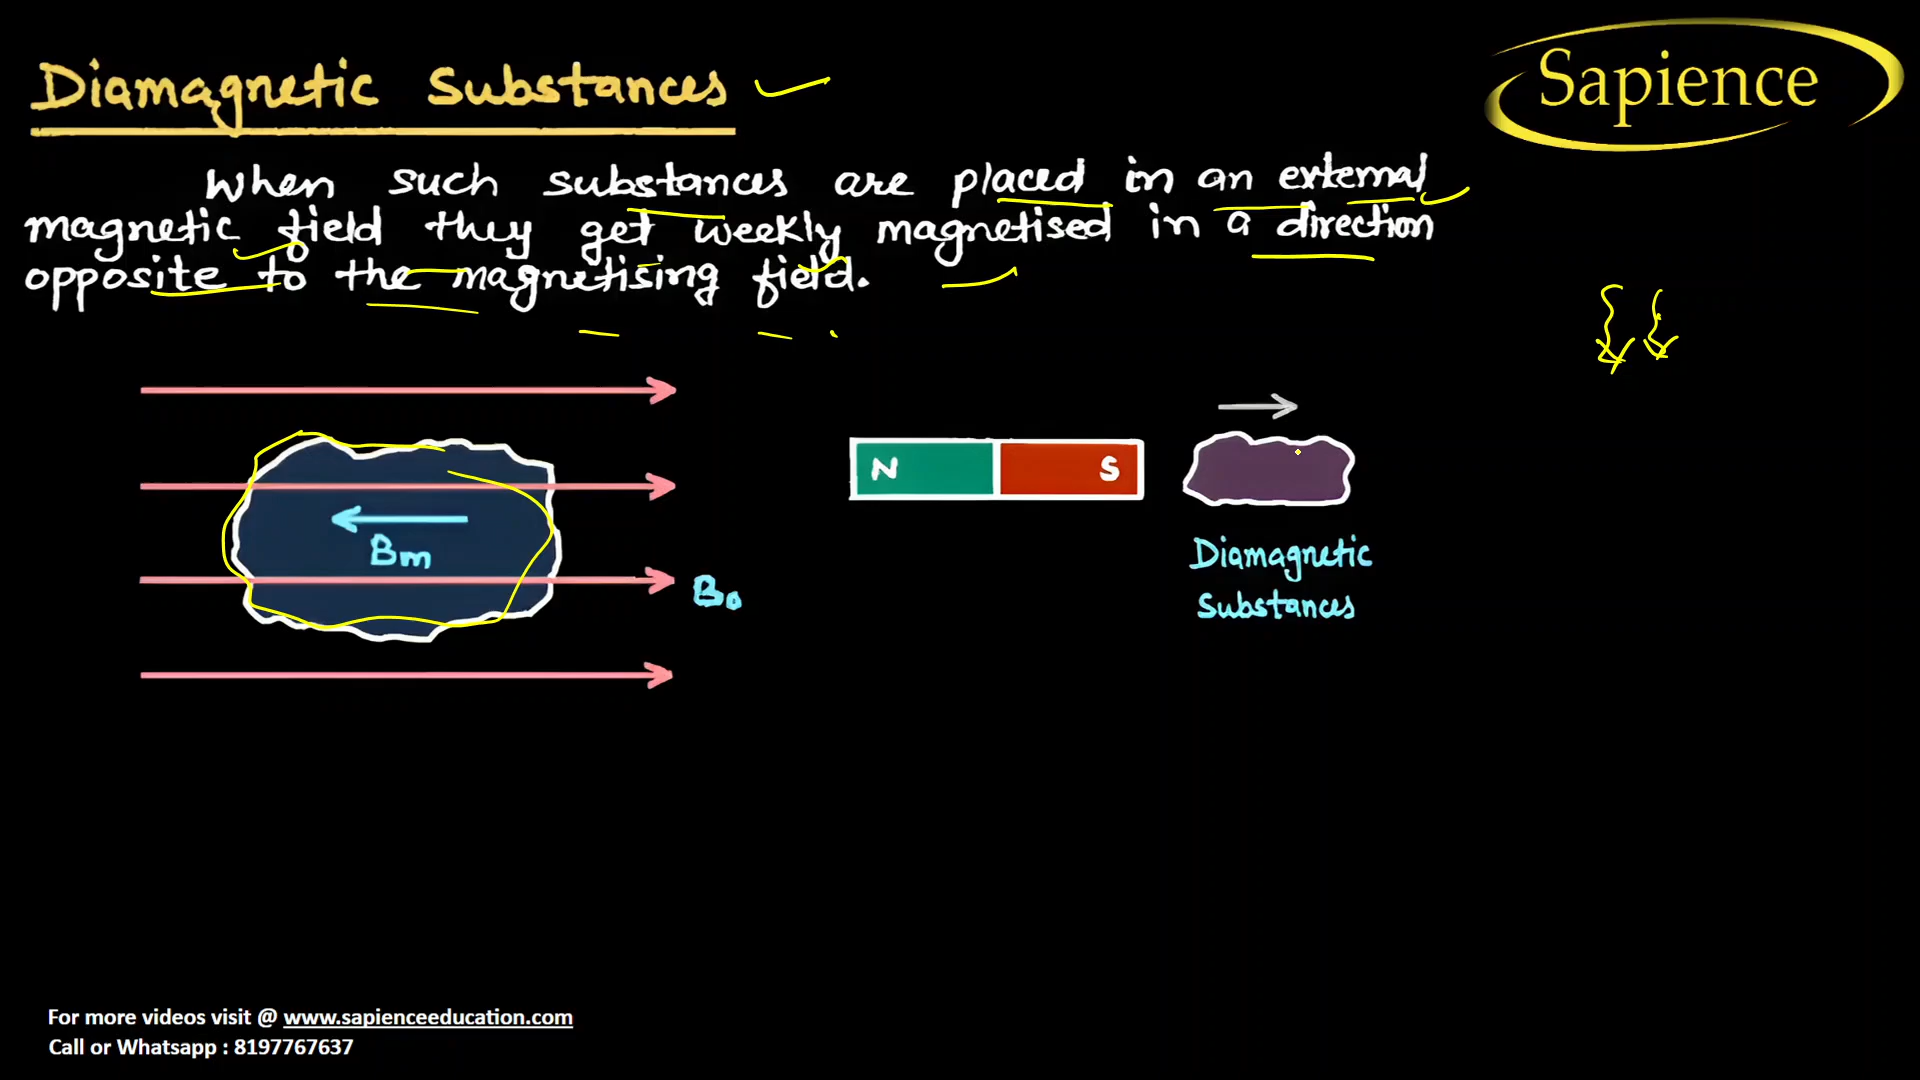 Diamagnetic Substances
Sapience
When such substances are placed in an external
magnetic field they get weekly magnetised in a direction
opposite to the magnetising field.
N S
Bm
B0
Diamagnetic
Substances
For more videos visit @ www.sapienceeducation.com
Call or Whatsapp : 8197767637